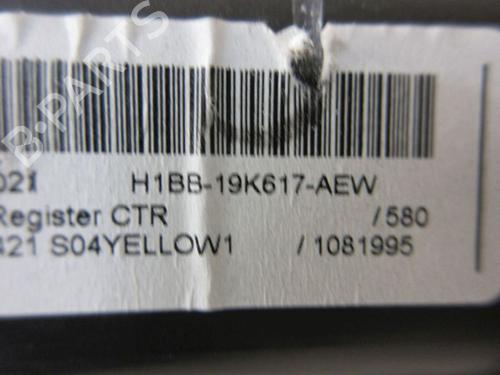 B-PARTS
021 H1BB-19K617-AEW
Register CTR /580
421 S04YELLOW1 /1081995